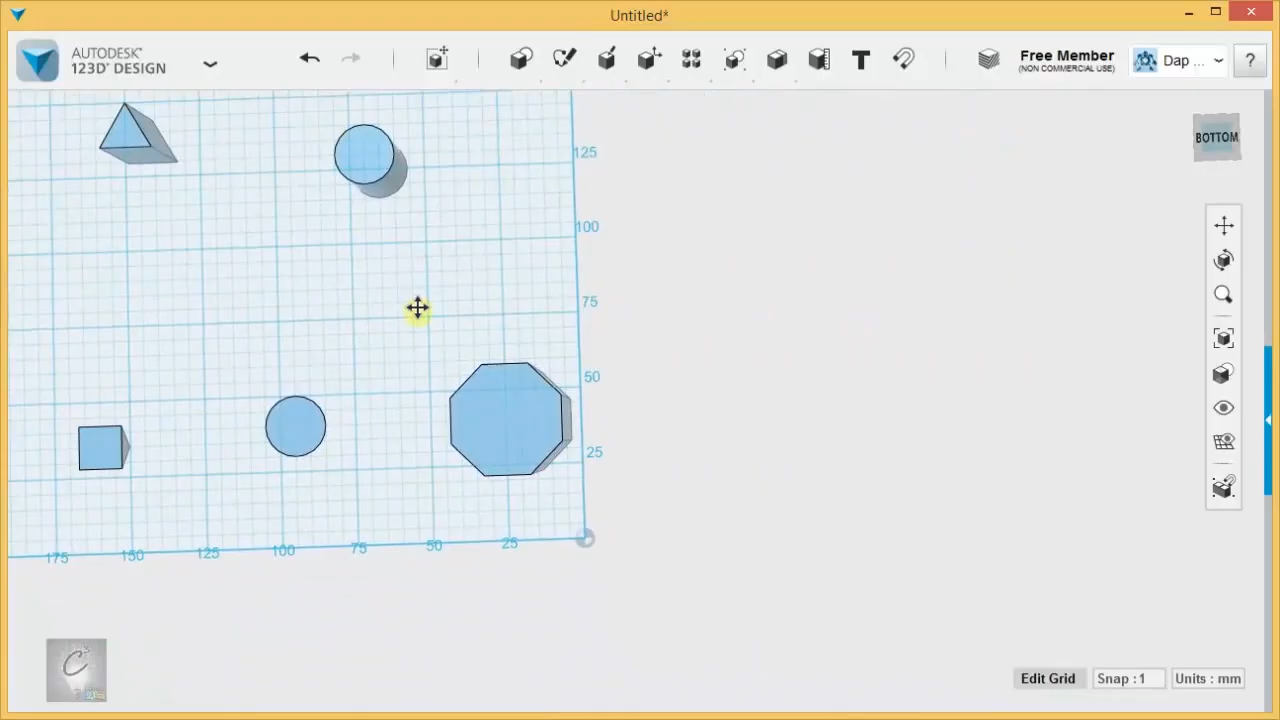 Untitled*
AUTODESK®
123D® DESIGN
Free Member
(NON COMMERCIAL USE)
Dap ...
?
T
BOTTOM
125
100
75
50
25
175 150 125 100 75 50 25
Edit Grid Snap : 1 Units : mm